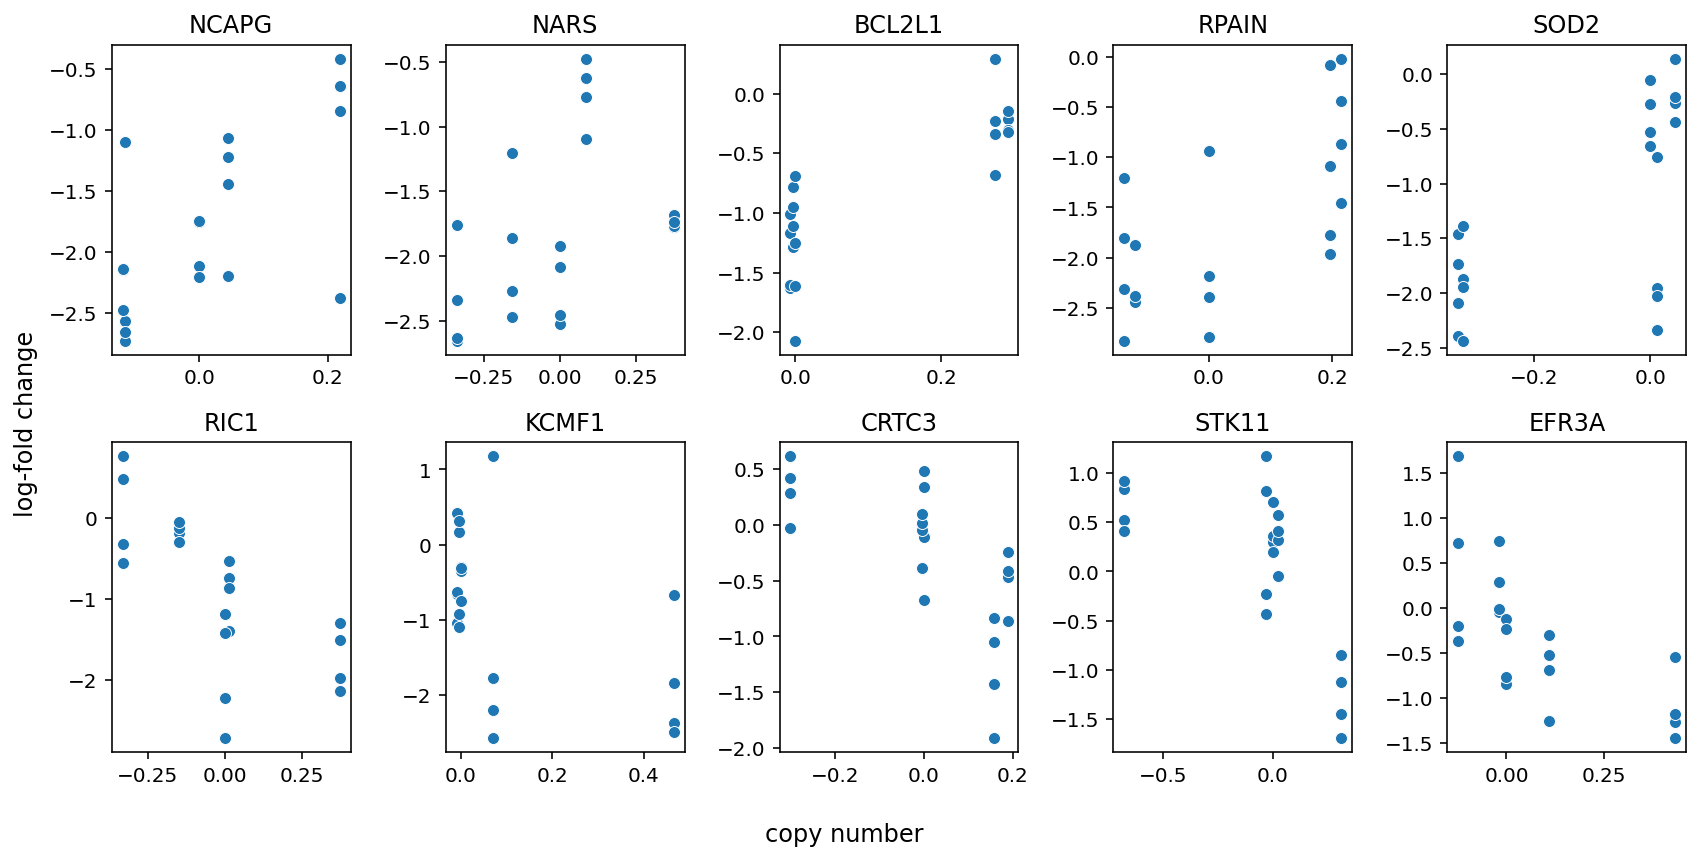 NCAPG NARS BCL2L1 RPAIN SOD2
−0.5 −1.0 −1.5 −2.0 −2.5
−0.5 −1.0 −1.5 −2.0 −2.5
0.0 −0.5 −1.0 −1.5 −2.0
0.0 −0.5 −1.0 −1.5 −2.0 −2.5
0.0 −0.5 −1.0 −1.5 −2.0 −2.5
0.0 0.2 −0.25 0.00 0.25 0.0 0.2 0.0 0.2 −0.2 0.0
log-fold change
RIC1 KCMF1 CRTC3 STK11 EFR3A
0 −1 −2
1 0 −1 −2
0.5 0.0 −0.5 −1.0 −1.5 −2.0
1.0 0.5 0.0 −0.5 −1.0 −1.5
1.5 1.0 0.5 0.0 −0.5 −1.0 −1.5
−0.25 0.00 0.25 0.0 0.2 0.4 −0.2 0.0 0.2 −0.5 0.0 0.00 0.25
copy number